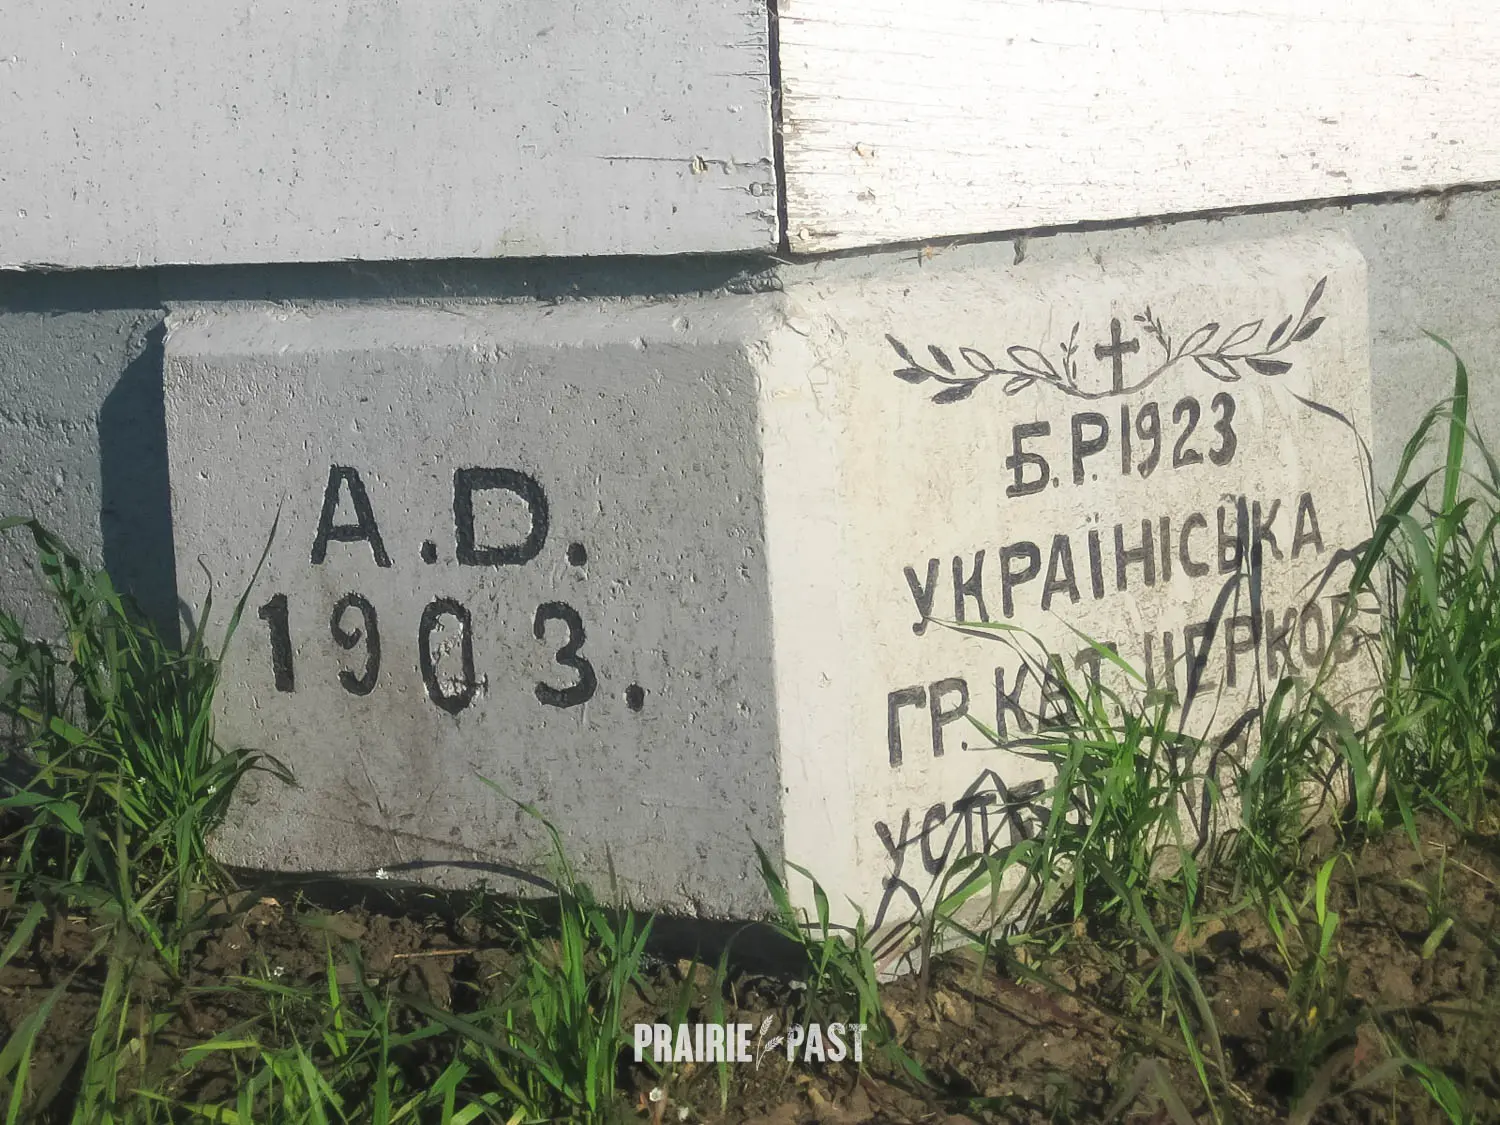 A.D.
1903.
Б.Р. 1923
УКРАЇНІСЬКА
ГР. КАТ. ЦЕРКОВ
PRAIRIE PAST